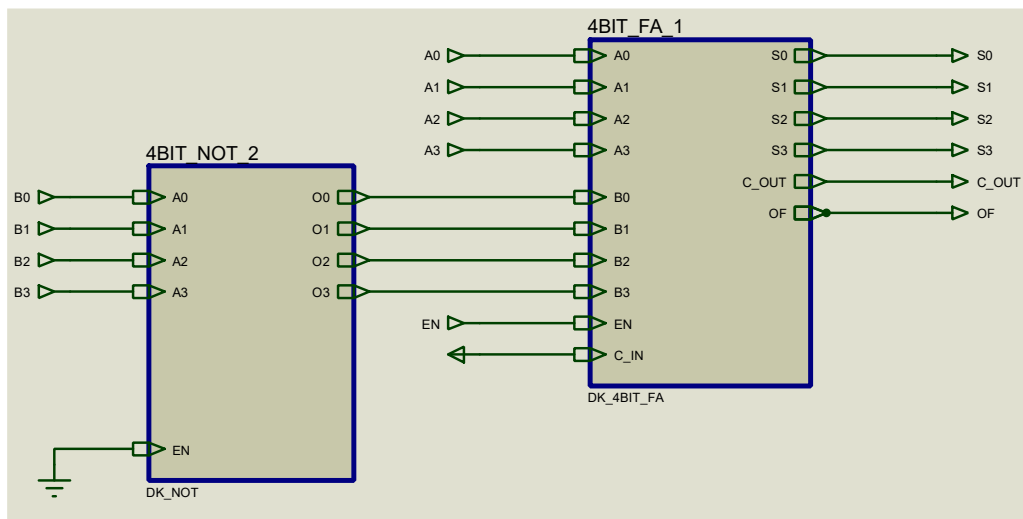 4BIT_FA_1
A0 A0 S0 S0
A1 A1 S1 S1
A2 A2 S2 S2
A3 A3 S3 S3
4BIT_NOT_2
C_OUT C_OUT
B0 A0 O0 B0
OF OF
B1 A1 O1 B1
B2 A2 O2 B2
B3 A3 O3 B3
EN EN
C_IN
DK_4BIT_FA
EN
DK_NOT